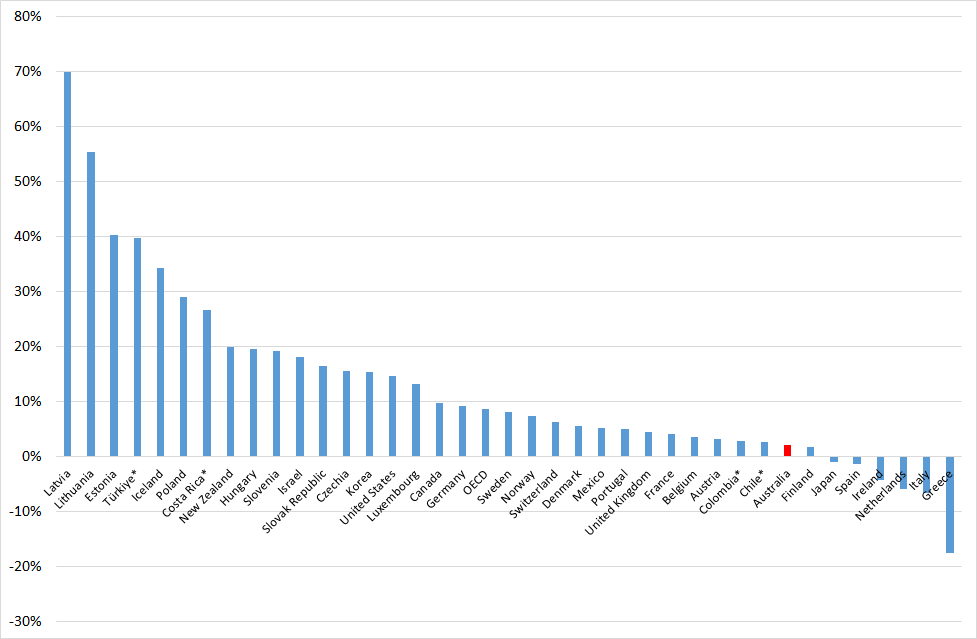 80%
70%
60%
50%
40%
30%
20%
10%
0%
-10%
-20%
-30%
Latvia
Lithuania
Estonia
Türkiye*
Iceland
Poland
Costa Rica*
New Zealand
Hungary
Slovenia
Israel
Slovak Republic
Czechia
Korea
United States
Luxembourg
Canada
Germany
OECD
Sweden
Norway
Switzerland
Denmark
Mexico
Portugal
United Kingdom
France
Belgium
Austria
Colombia*
Chile*
Australia
Finland
Japan
Spain
Ireland
Netherlands
Italy
Greece